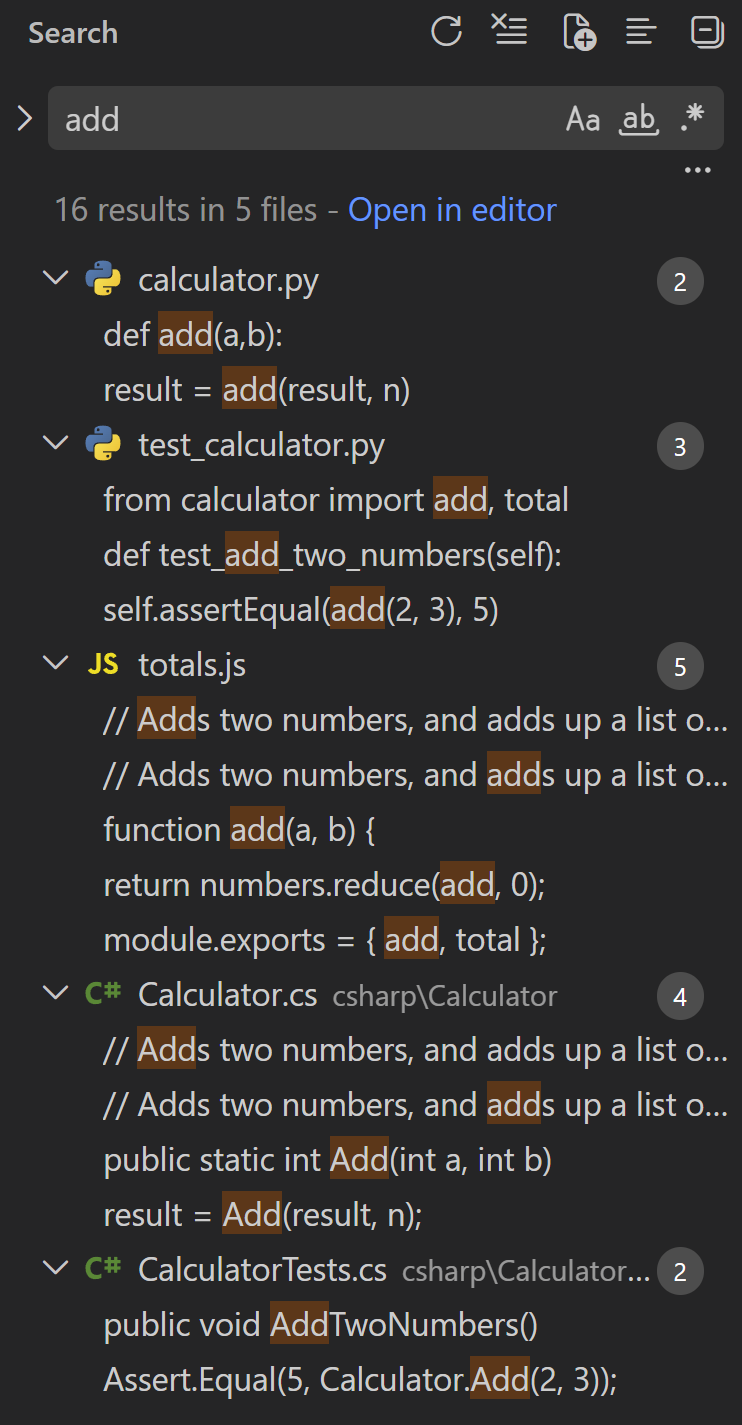 Search
add Aa ab .*
...
16 results in 5 files - Open in editor
calculator.py 2
def add(a,b):
result = add(result, n)
test_calculator.py 3
from calculator import add, total
def test_add_two_numbers(self):
self.assertEqual(add(2, 3), 5)
JS totals.js 5
// Adds two numbers, and adds up a list o...
// Adds two numbers, and adds up a list o...
function add(a, b) {
return numbers.reduce(add, 0);
module.exports = { add, total };
C# Calculator.cs csharp\Calculator 4
// Adds two numbers, and adds up a list o...
// Adds two numbers, and adds up a list o...
public static int Add(int a, int b)
result = Add(result, n);
C# CalculatorTests.cs csharp\Calculator... 2
public void AddTwoNumbers()
Assert.Equal(5, Calculator.Add(2, 3));